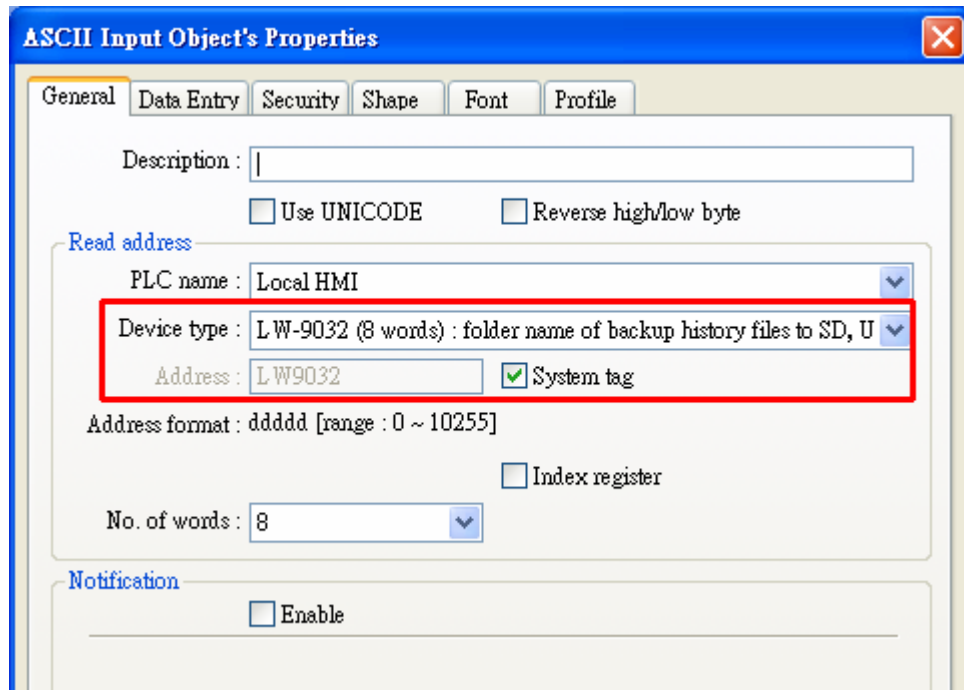 ASCII Input Object's Properties
General Data Entry Security Shape Font Profile
Description :
Use UNICODE Reverse high/low byte
Read address
PLC name : Local HMI
Device type : LW-9032 (8 words) : folder name of backup history files to SD, U
Address : LW9032 System tag
Address format : ddddd [range : 0 ~ 10255]
Index register
No. of words : 8
Notification
Enable